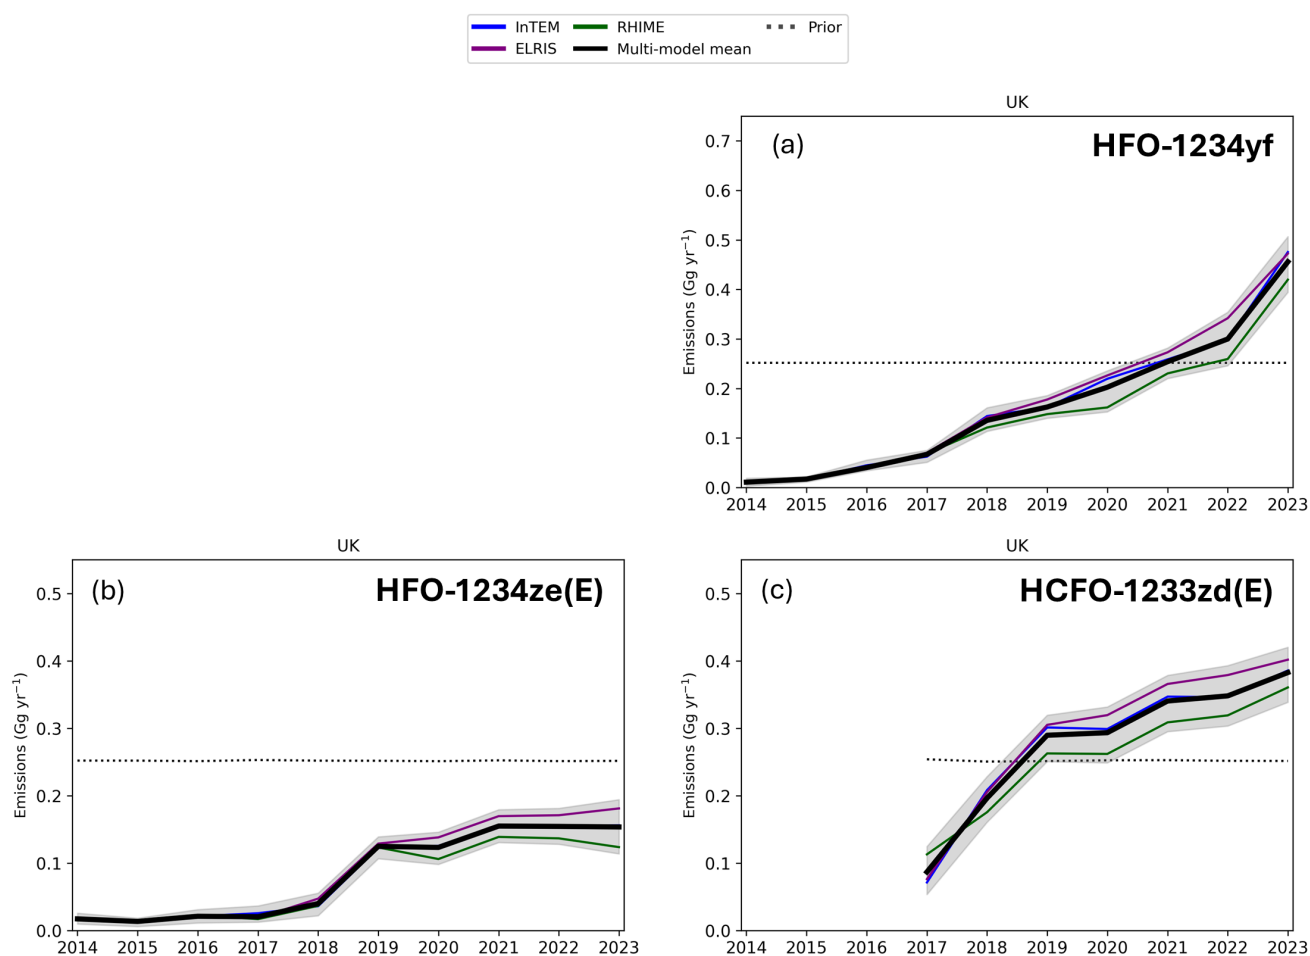 InTEM
ELRIS
RHIME
Multi-model mean
Prior
UK
(a)
HFO-1234yf
Emissions (Gg yr⁻¹)
0.7
0.6
0.5
0.4
0.3
0.2
0.1
0.0
2014 2015 2016 2017 2018 2019 2020 2021 2022 2023
UK
(b)
HFO-1234ze(E)
Emissions (Gg yr⁻¹)
0.5
0.4
0.3
0.2
0.1
0.0
2014 2015 2016 2017 2018 2019 2020 2021 2022 2023
UK
(c)
HCFO-1233zd(E)
Emissions (Gg yr⁻¹)
0.5
0.4
0.3
0.2
0.1
0.0
2014 2015 2016 2017 2018 2019 2020 2021 2022 2023